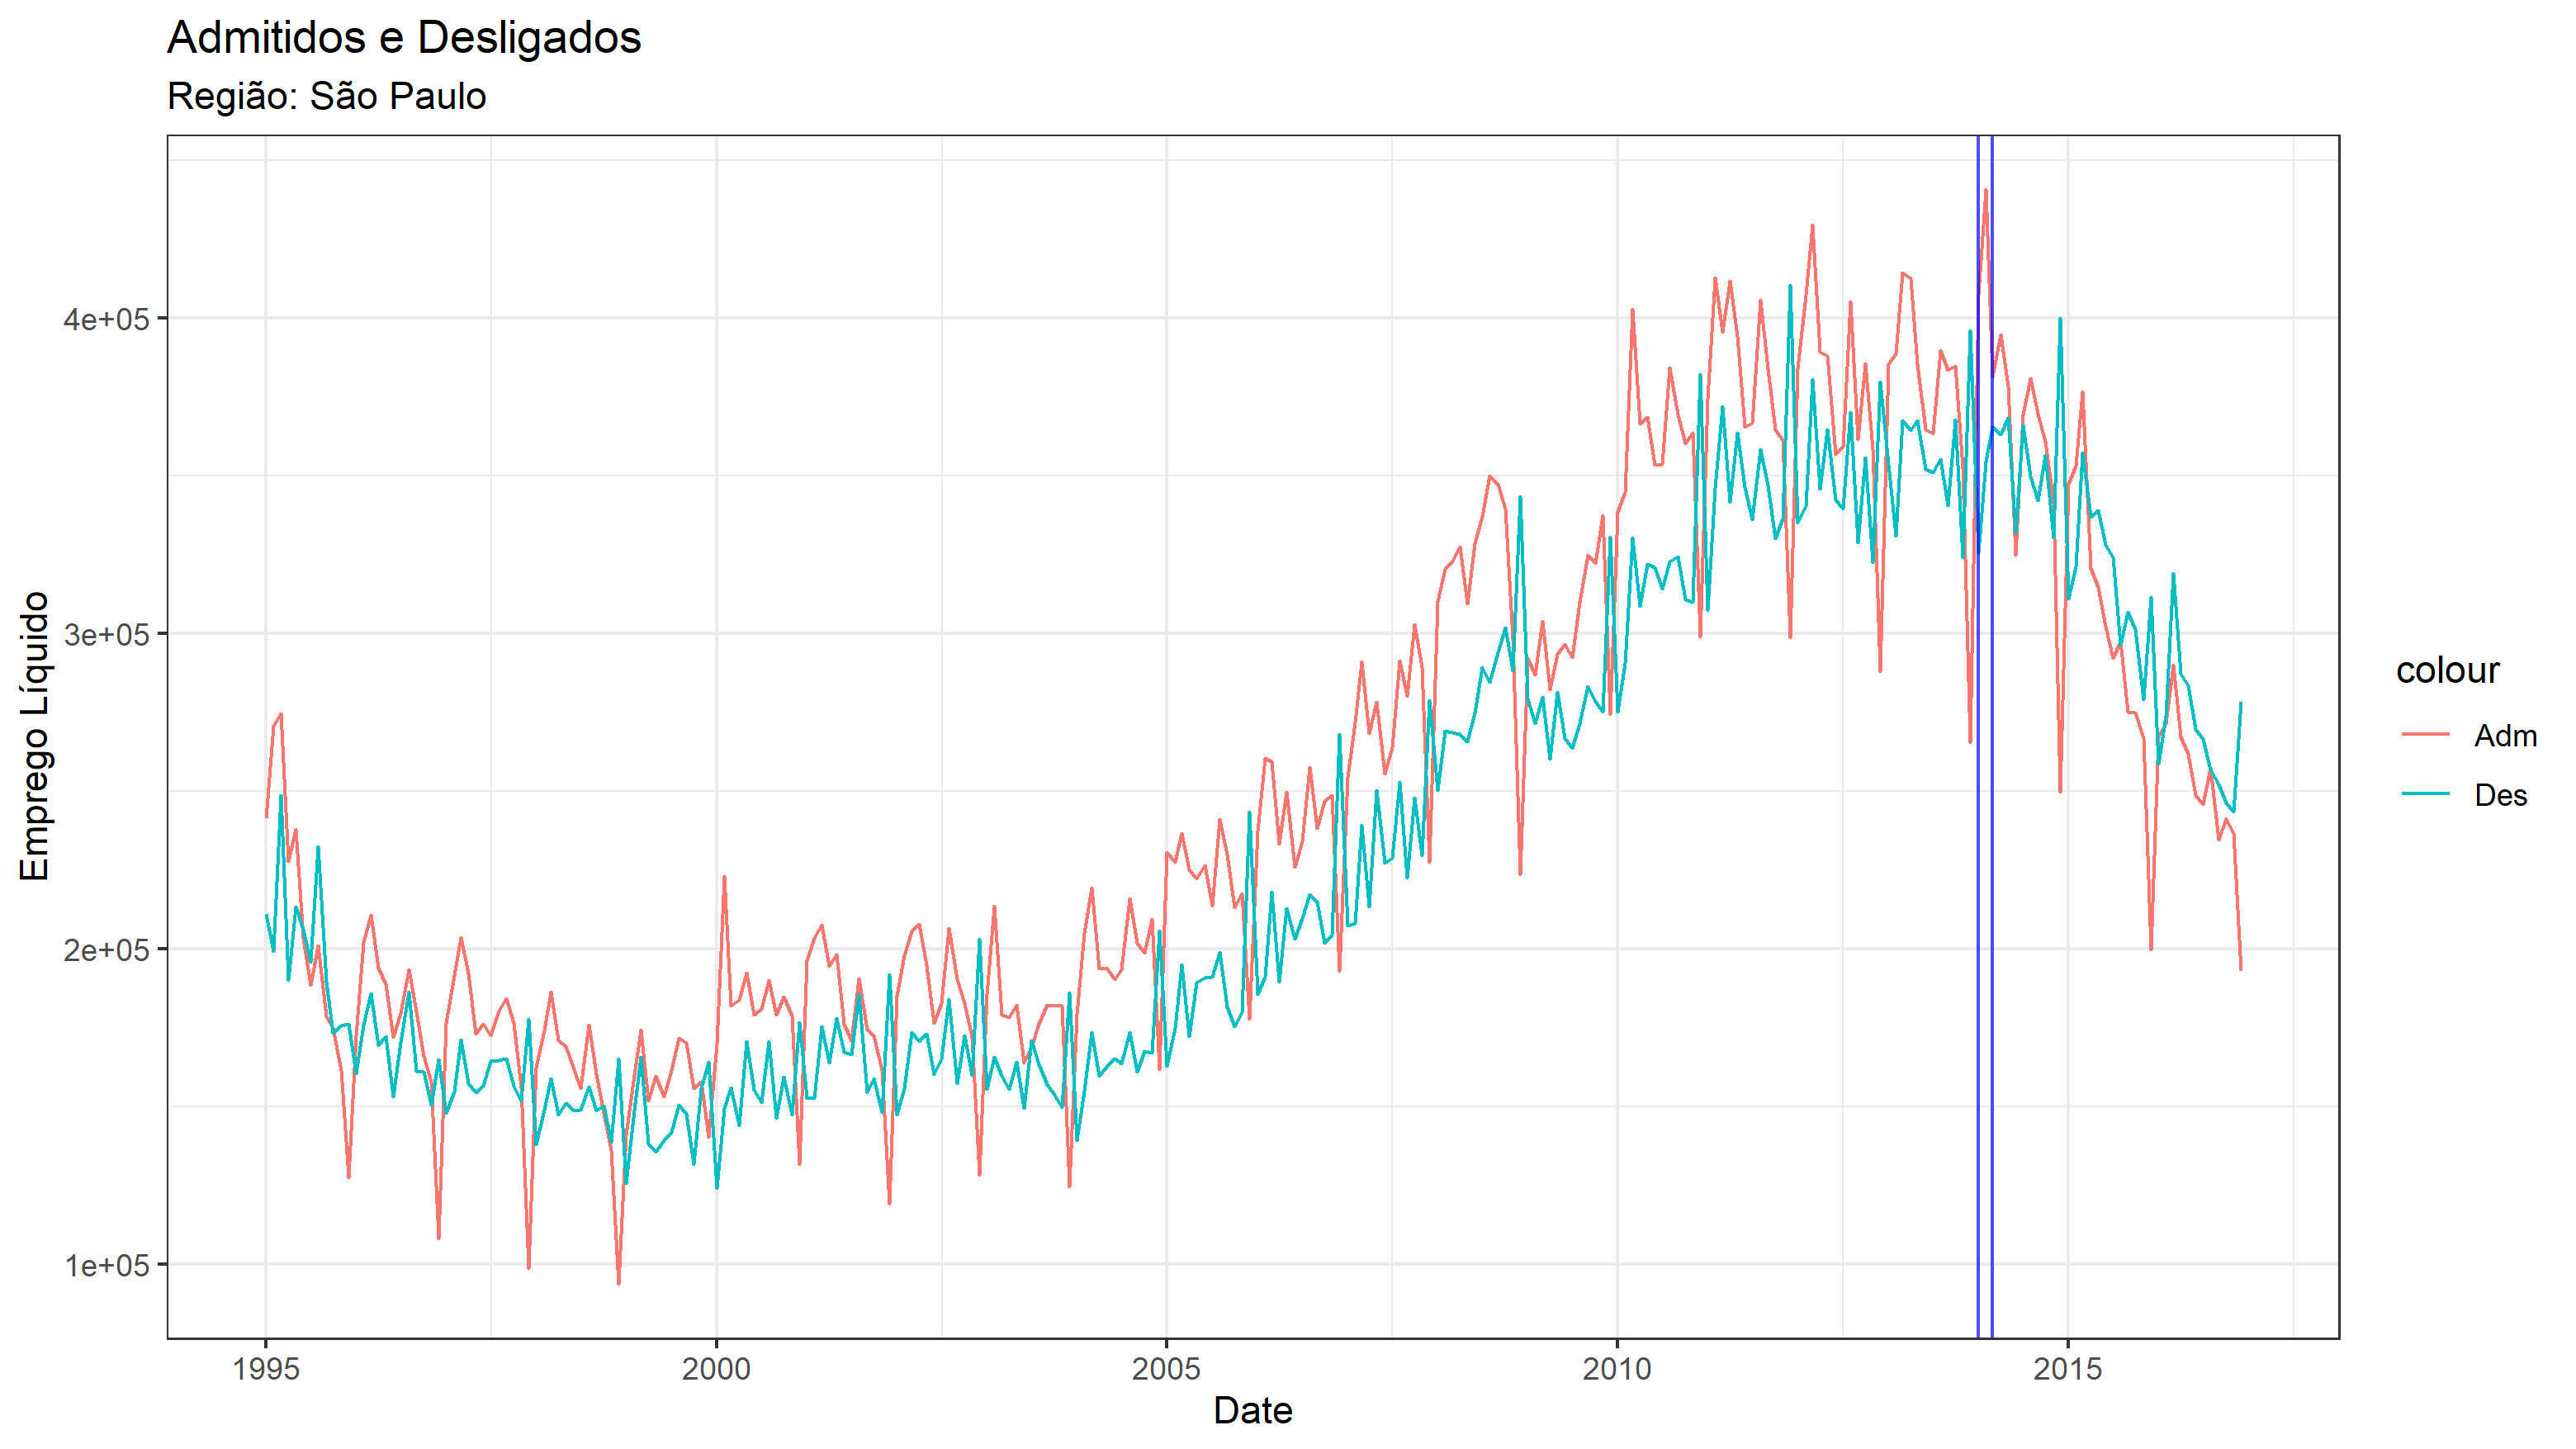 Admitidos e Desligados
Região: São Paulo
Emprego Líquido
4e+05
3e+05
2e+05
1e+05
1995
2000
2005
2010
2015
Date
colour
Adm
Des